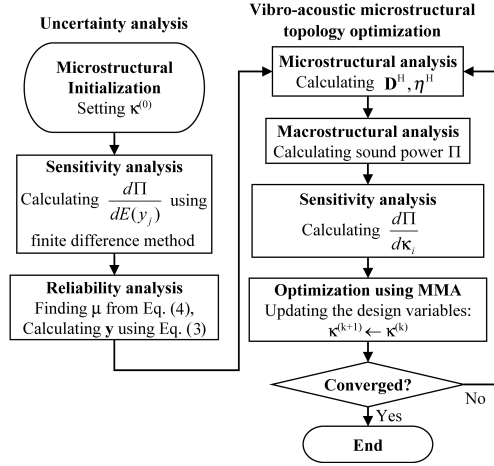 Uncertainty analysis
Microstructural
Initialization
Setting κ⁽⁰⁾
Sensitivity analysis
Calculating dΠ/dE(yⱼ) using
finite difference method
Reliability analysis
Finding μ from Eq. (4),
Calculating y using Eq. (3)
Vibro-acoustic microstructural
topology optimization
Microstructural analysis
Calculating Dᴴ, ηᴴ
Macrostructural analysis
Calculating sound power Π
Sensitivity analysis
Calculating dΠ/dκᵢ
Optimization using MMA
Updating the design variables:
κ⁽ᵏ⁺¹⁾ ← κ⁽ᵏ⁾
Converged?
No
Yes
End